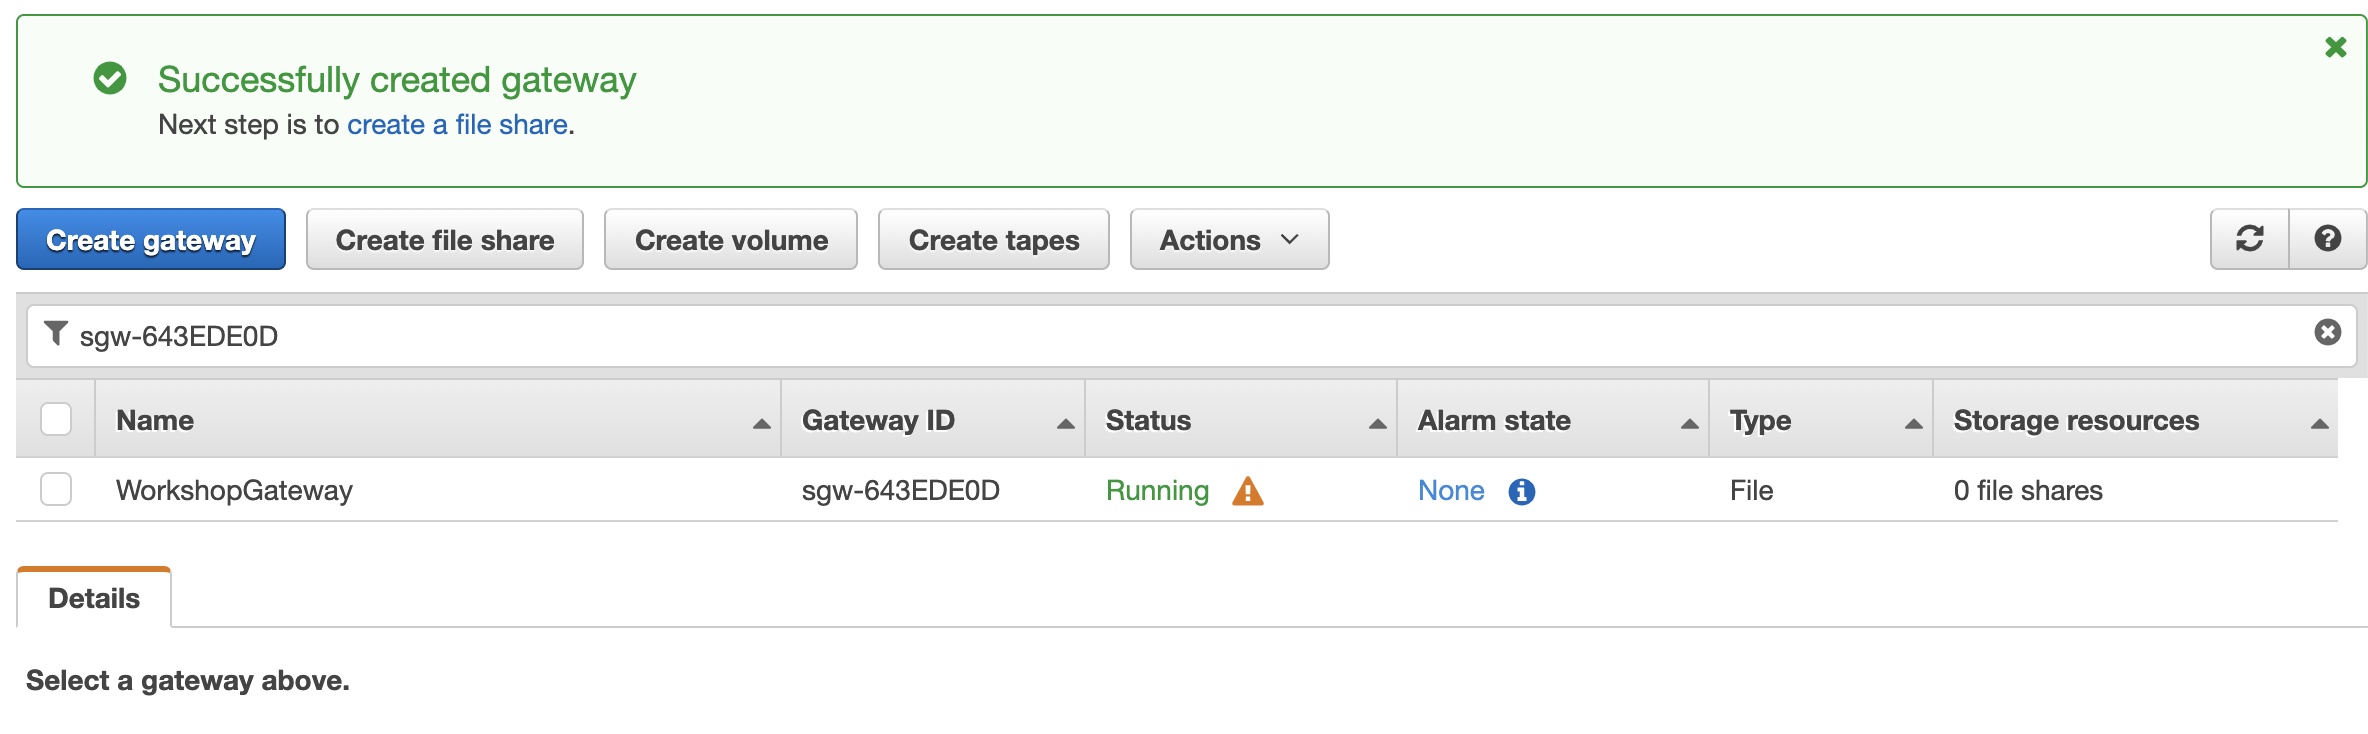 Successfully created gateway
Next step is to create a file share.
Create gateway Create file share Create volume Create tapes Actions
sgw-643EDE0D
Name Gateway ID Status Alarm state Type Storage resources
WorkshopGateway sgw-643EDE0D Running None File 0 file shares
Details
Select a gateway above.